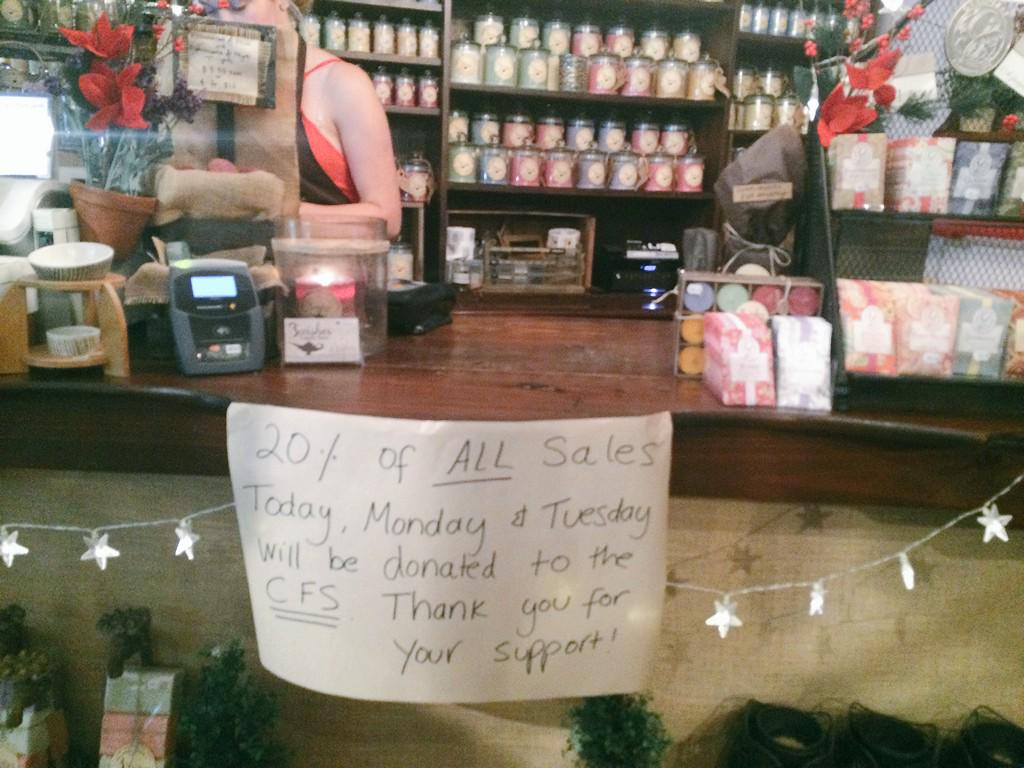 20% of ALL Sales
Today, Monday & Tuesday
will be donated to the
CFS. Thank you for
your support!